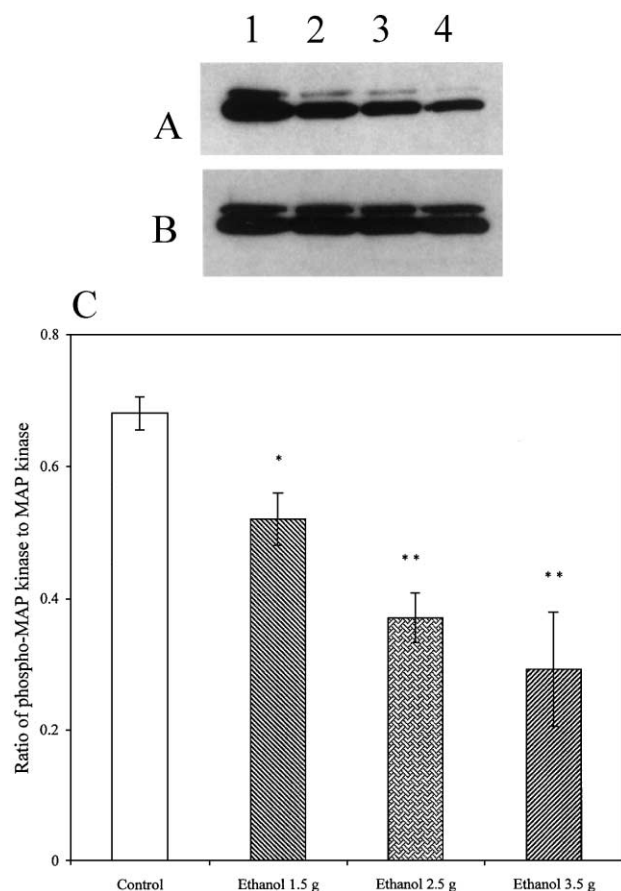 1 2 3 4
A
B
C
0.8
0.6
0.4
0.2
0
Ratio of phospho-MAP kinase to MAP kinase
*
**
**
Control Ethanol 1.5 g Ethanol 2.5 g Ethanol 3.5 g